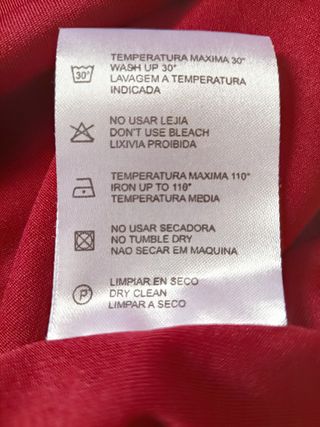 30°
TEMPERATURA MAXIMA 30°
WASH UP 30°
LAVAGEM A TEMPERATURA
INDICADA
NO USAR LEJIA
DON'T USE BLEACH
LIXIVIA PROIBIDA
TEMPERATURA MAXIMA 110°
IRON UP TO 110°
TEMPERATURA MEDIA
NO USAR SECADORA
NO TUMBLE DRY
NAO SECAR EM MAQUINA
P
LIMPIAR EN SECO
DRY CLEAN
LIMPAR A SECO